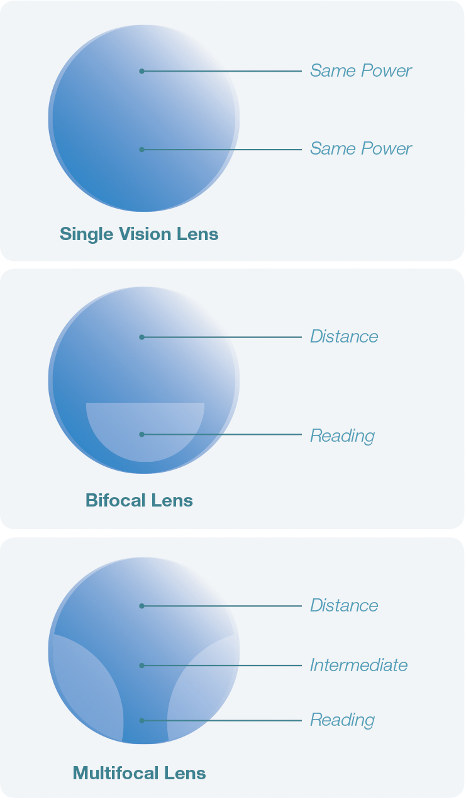 Same Power
Same Power
Single Vision Lens
Distance
Reading
Bifocal Lens
Distance
Intermediate
Reading
Multifocal Lens